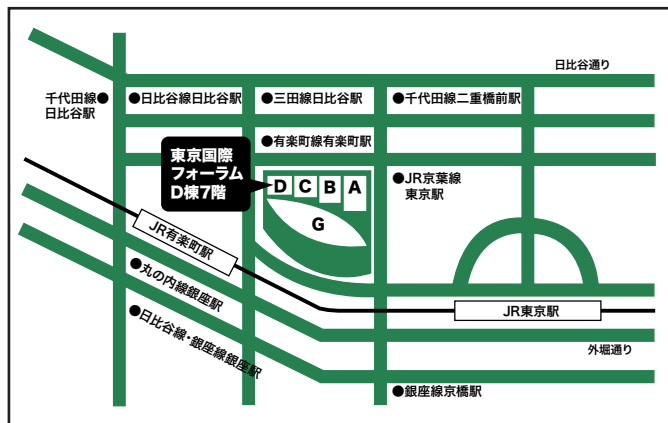 日比谷通り
千代田線●
日比谷駅
●日比谷線日比谷駅
●三田線日比谷駅
●千代田線二重橋前駅
●有楽町線有楽町駅
東京国際
フォーラム
D棟7階
D
C
B
A
G
●JR京葉線
東京駅
JR有楽町駅
●丸の内線銀座駅
●日比谷線・銀座線銀座駅
JR東京駅
外堀通り
●銀座線京橋駅